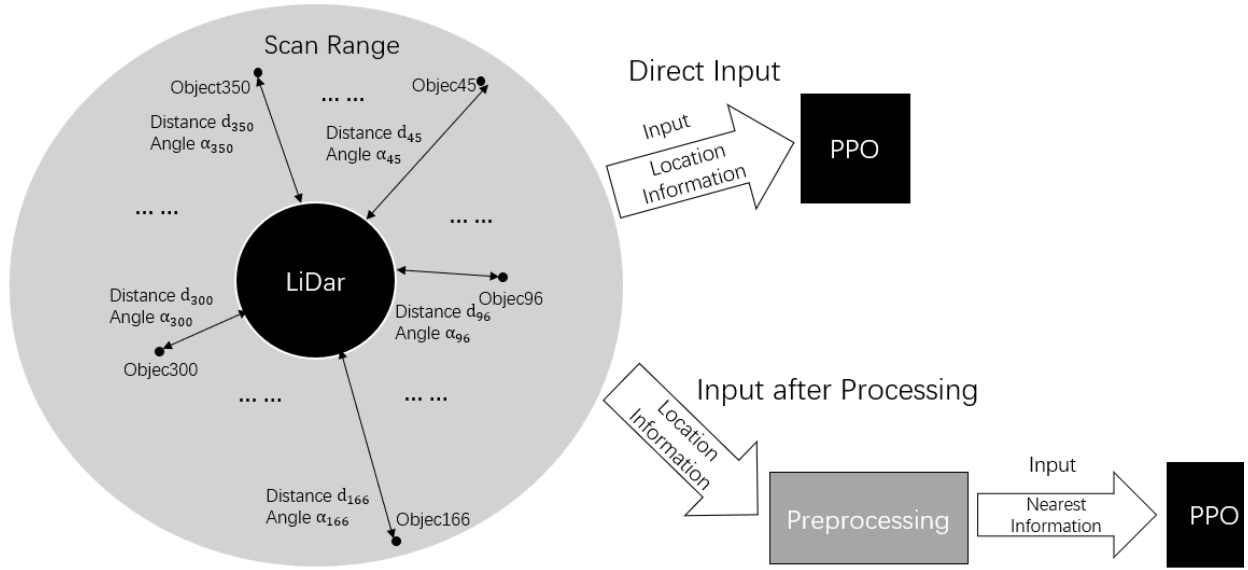 Scan Range
Object350
... ...
Objec45
Distance d₃₅₀
Angle α₃₅₀
Distance d₄₅
Angle α₄₅
... ...
... ...
LiDar
Distance d₃₀₀
Angle α₃₀₀
Objec300
Objec96
Distance d₉₆
Angle α₉₆
... ...
... ...
Distance d₁₆₆
Angle α₁₆₆
Objec166
Direct Input
Input
Location
Information
PPO
Input after Processing
Location
Information
Preprocessing
Input
Nearest
Information
PPO